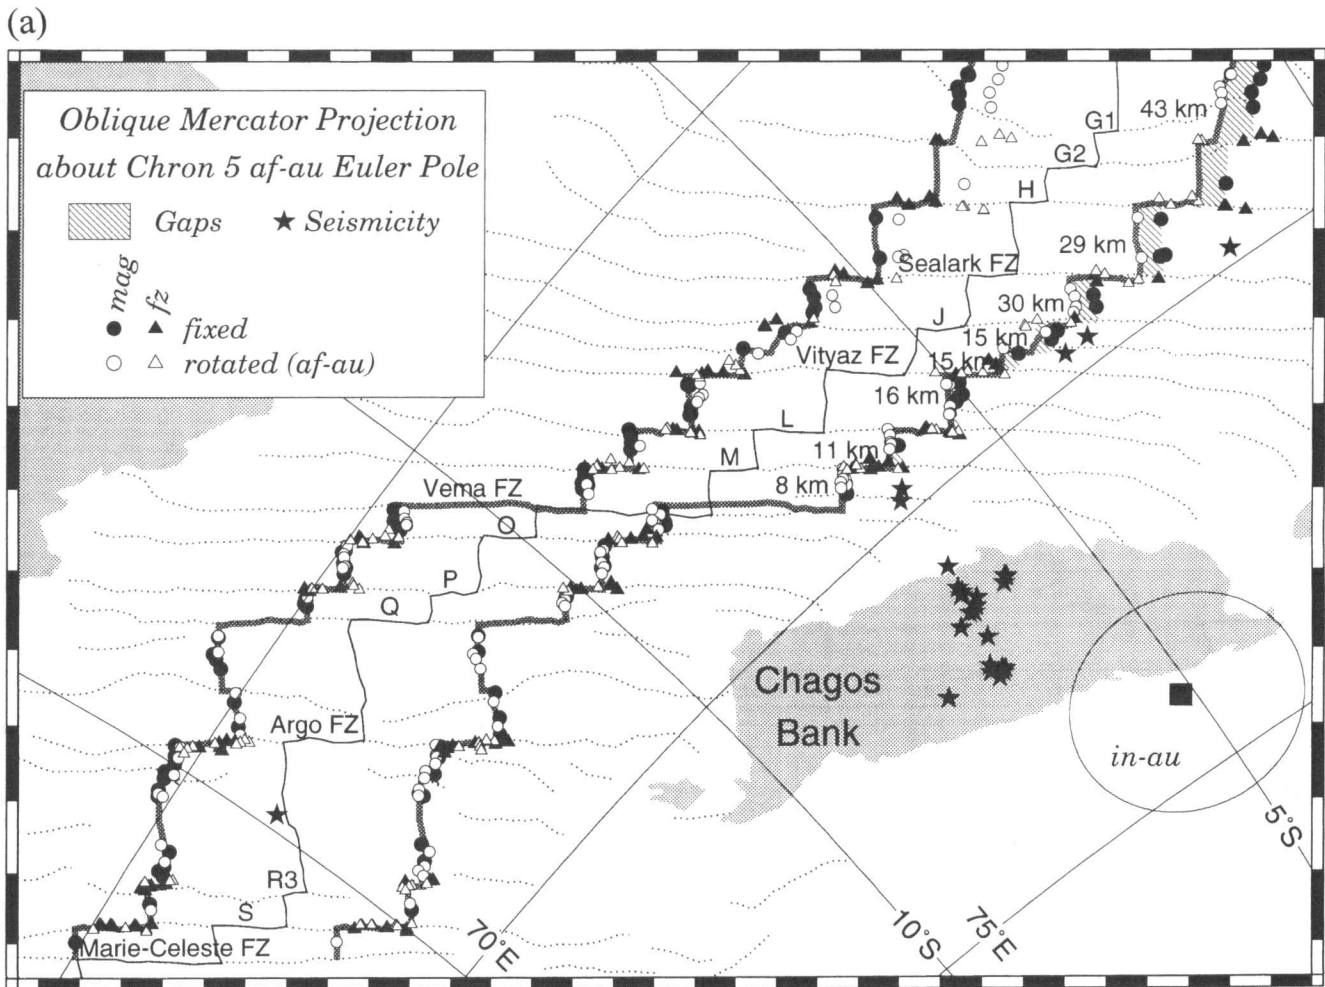 (a)
Oblique Mercator Projection
about Chron 5 af-au Euler Pole
Gaps
Seismicity
mag
fz
fixed
rotated (af-au)
43 km
G1
G2
H
29 km
Sealark FZ
30 km
J
15 km
Vityaz FZ
15 km
16 km
L
11 km
M
8 km
Vema FZ
O
P
Q
Chagos
Bank
Argo FZ
in-au
5°S
R3
S
Marie-Celeste FZ
70°E
10°S
75°E